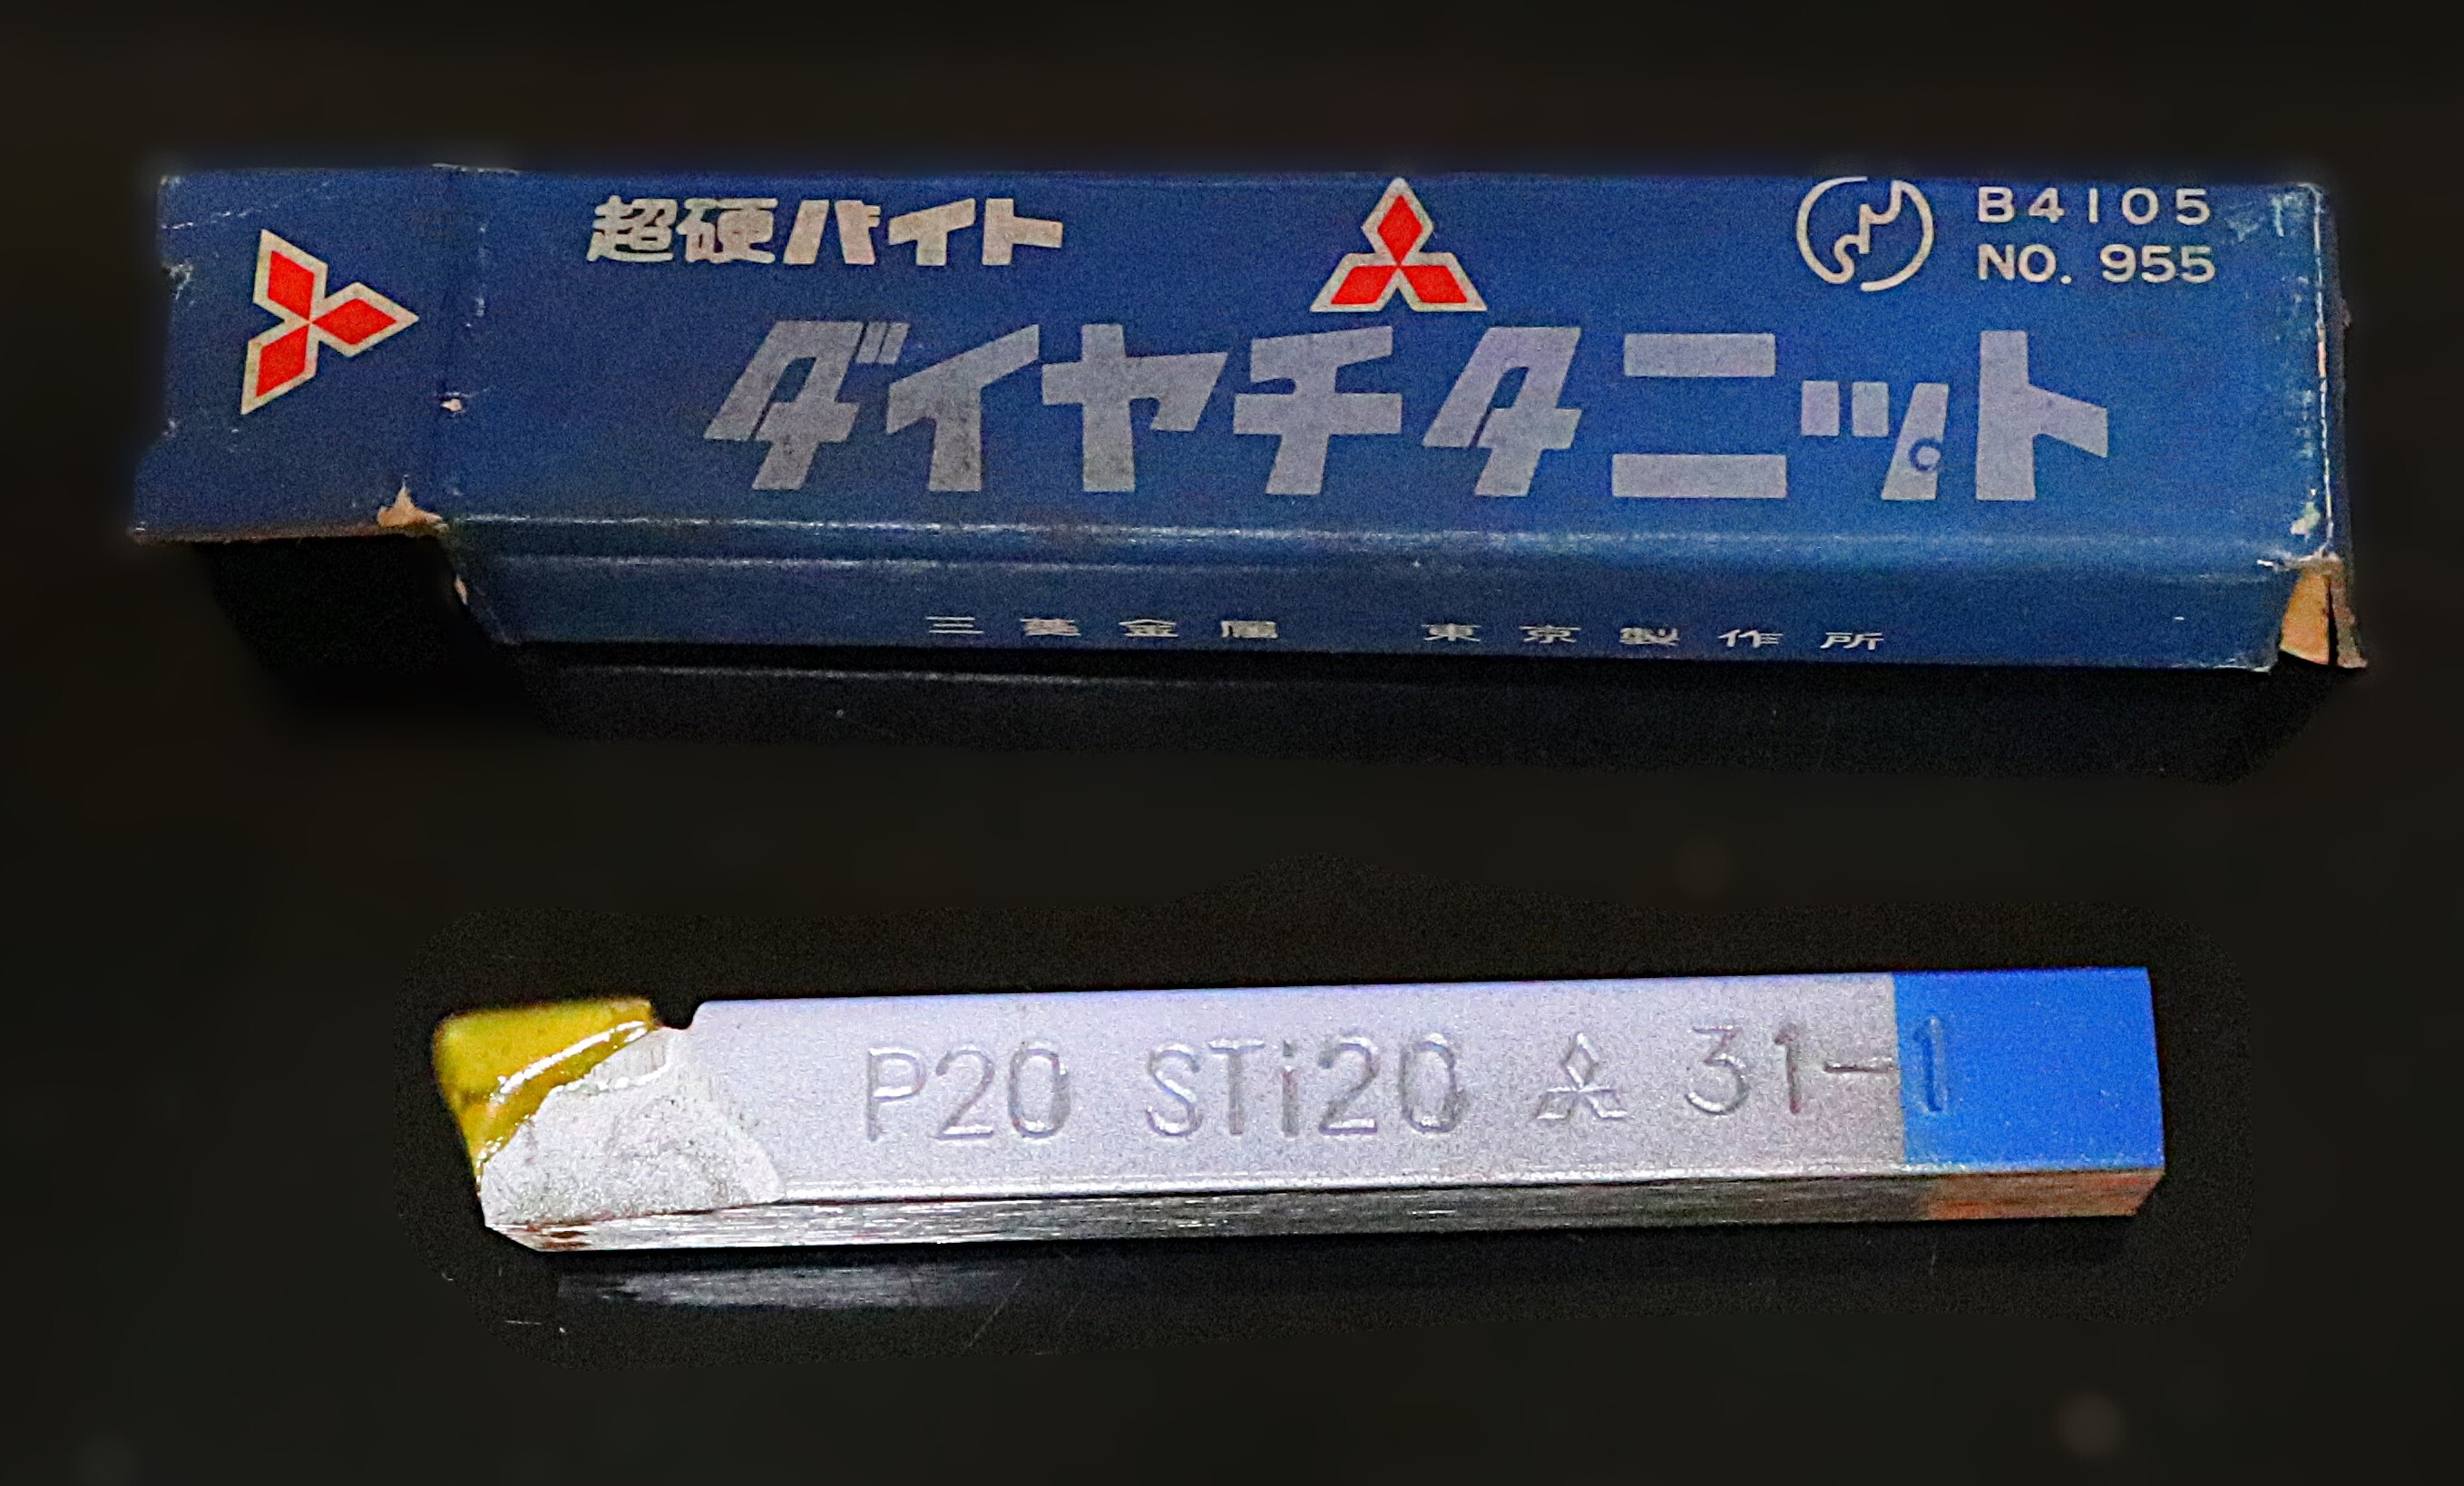 超硬バイト
B4105
NO. 955
ダイヤチタニット
三菱金属 東京製作所
P20 STi20 31-1